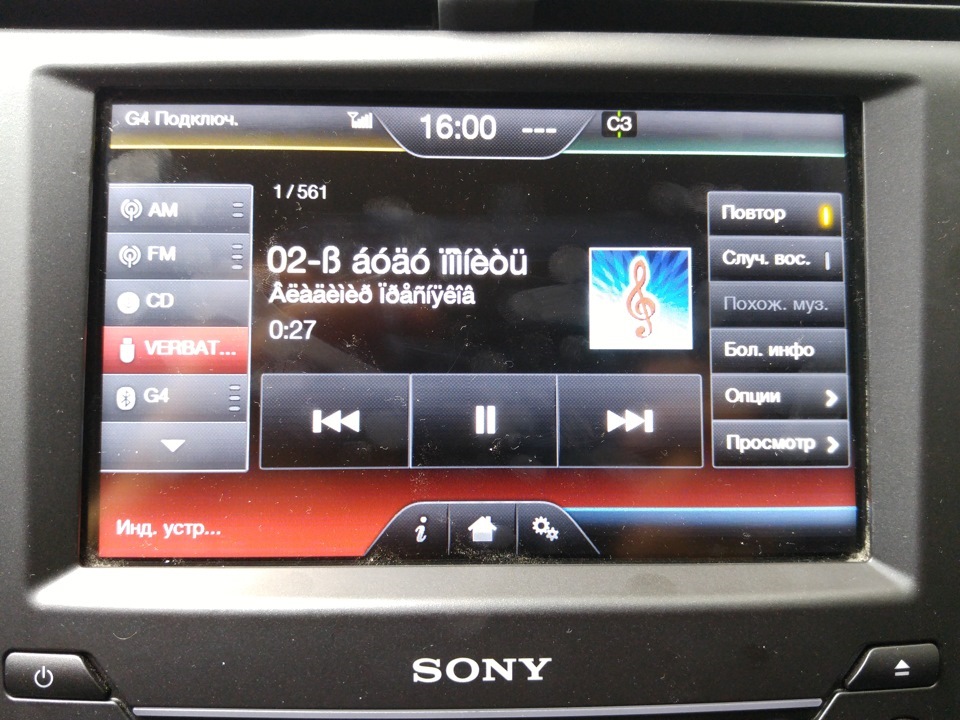 G4 Подключ.
16:00 ---
СЗ
AM
FM
CD
VERBAT...
G4
1/561
02-ß áóäó ïîìíèòü
Âëàäèìèð Ïðåñíÿêîâ
0:27
Повтор
Случ. вос.
Похож. муз.
Бол. инфо
Опции
Просмотр
Инд. устр...
i
SONY